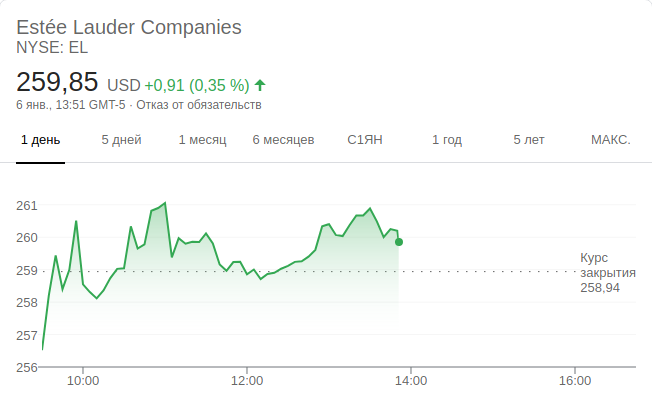 Estée Lauder Companies
NYSE: EL
259,85 USD +0,91 (0,35 %)
6 янв., 13:51 GMT-5 · Отказ от обязательств
1 день 5 дней 1 месяц 6 месяцев С1ЯН 1 год 5 лет МАКС.
261
260
259
258
257
256
Курс
закрытия
258,94
10:00 12:00 14:00 16:00